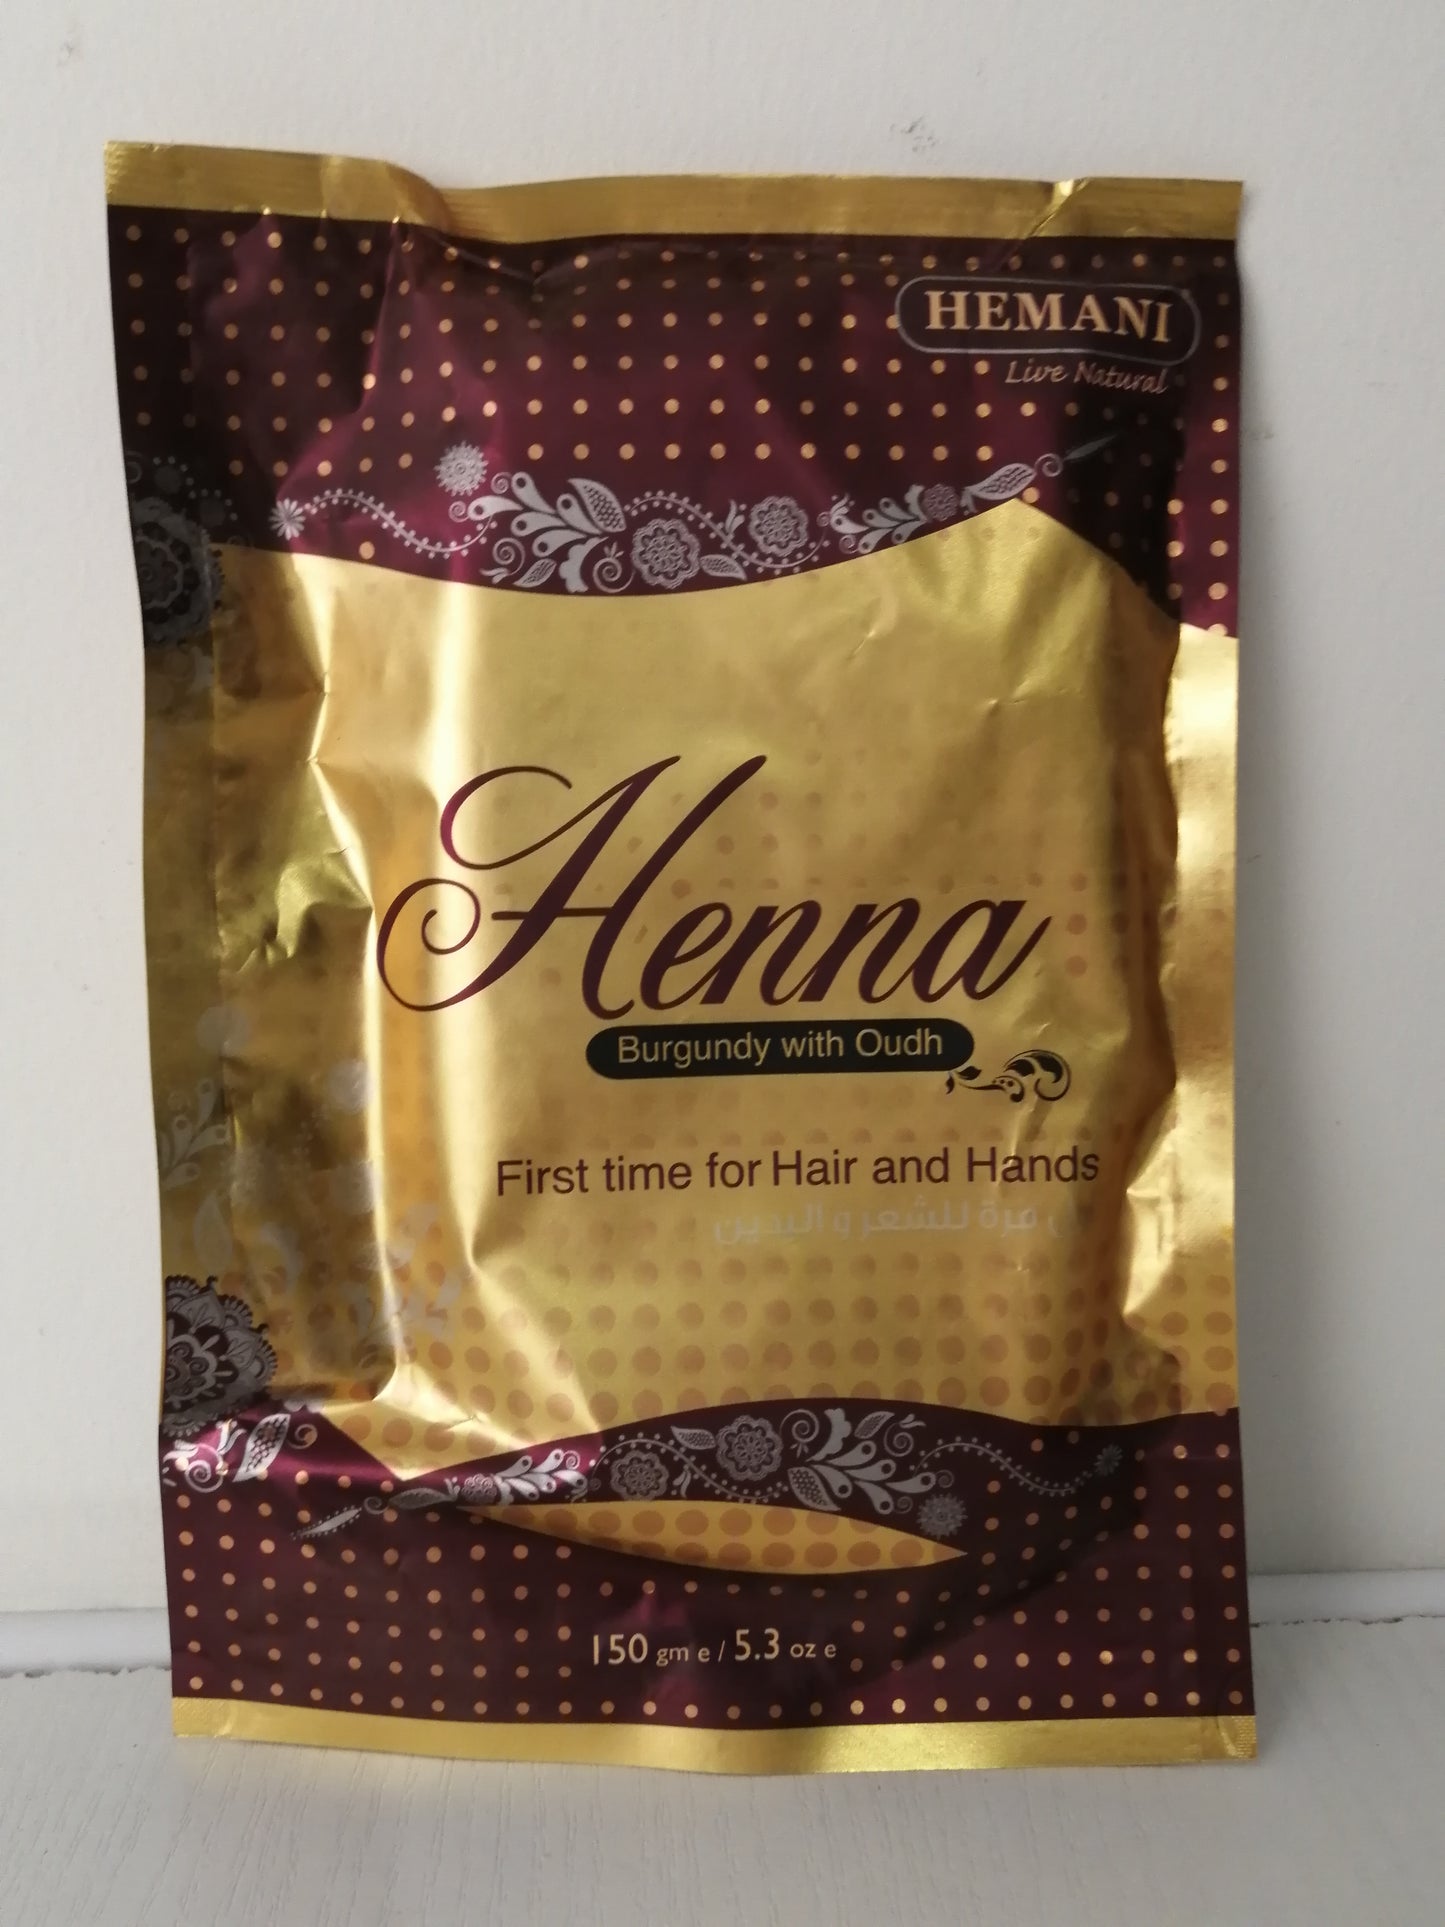 HEMANI
Live Natural
Henna
Burgundy with Oudh
First time for Hair and Hands
مرة للشعر و اليدين
150 gm e / 5.3 oz e